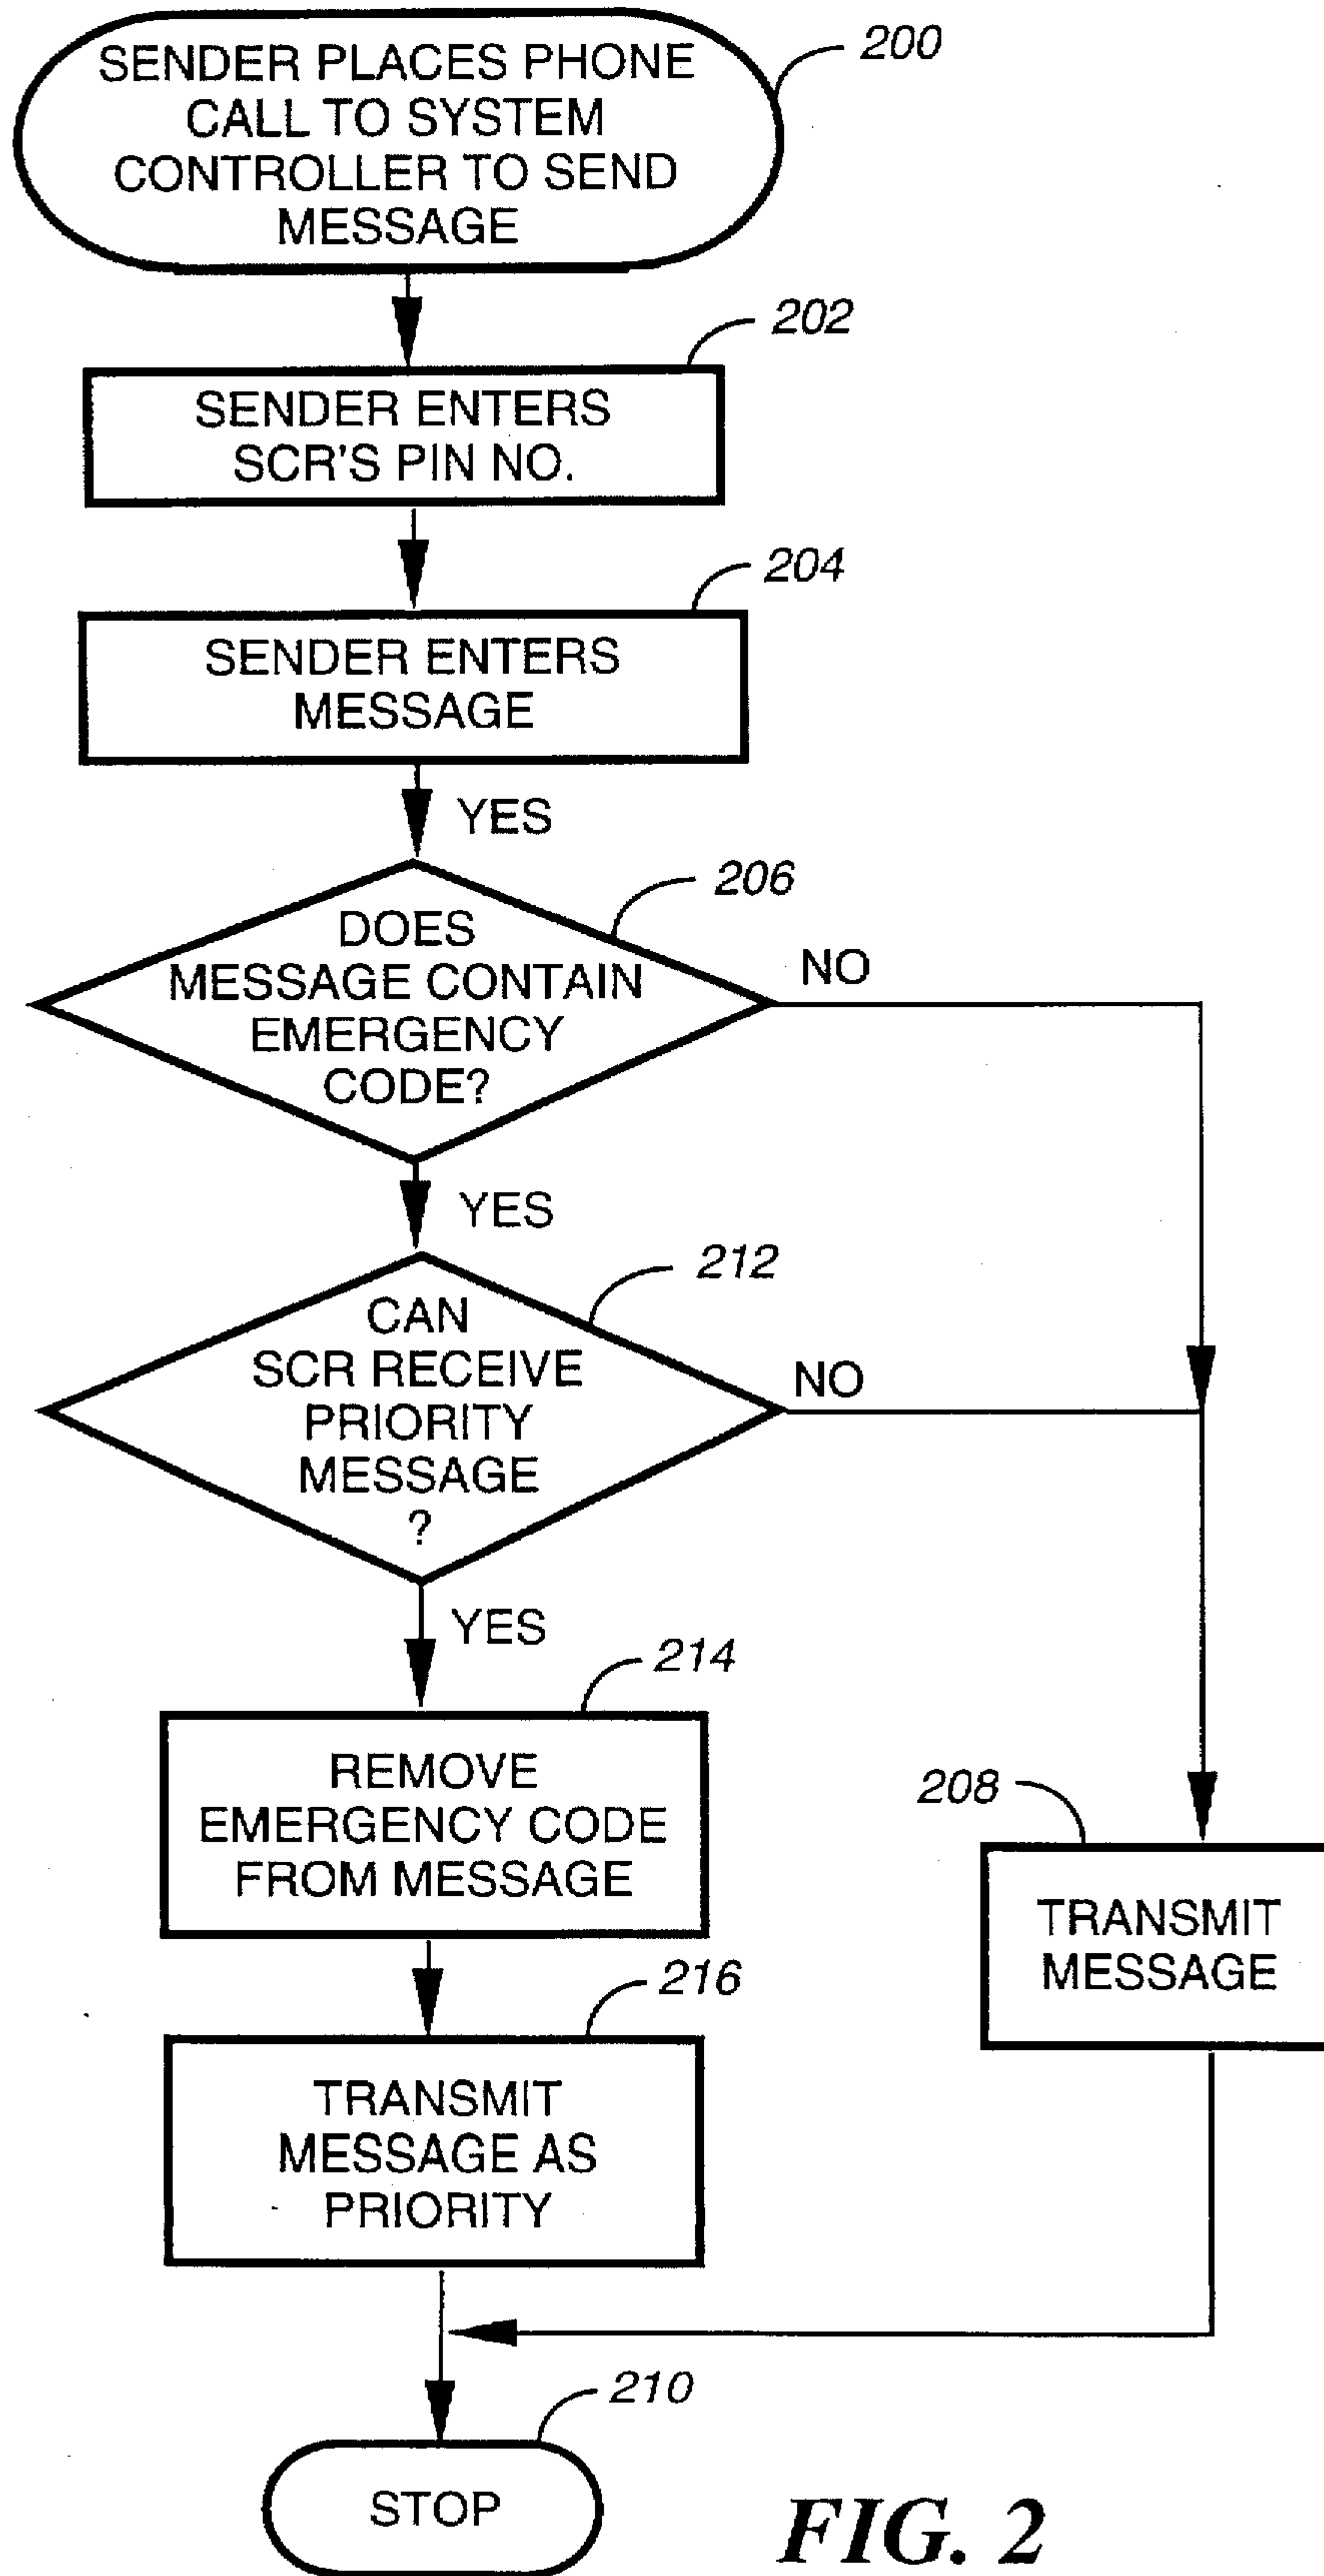 SENDER PLACES PHONE
CALL TO SYSTEM
CONTROLLER TO SEND
MESSAGE
200
202
SENDER ENTERS
SCR'S PIN NO.
204
SENDER ENTERS
MESSAGE
YES
206
DOES
MESSAGE CONTAIN
EMERGENCY
CODE?
NO
YES
212
CAN
SCR RECEIVE
PRIORITY
MESSAGE
?
NO
YES
214
REMOVE
EMERGENCY CODE
FROM MESSAGE
208
TRANSMIT
MESSAGE
216
TRANSMIT
MESSAGE AS
PRIORITY
210
STOP
FIG. 2